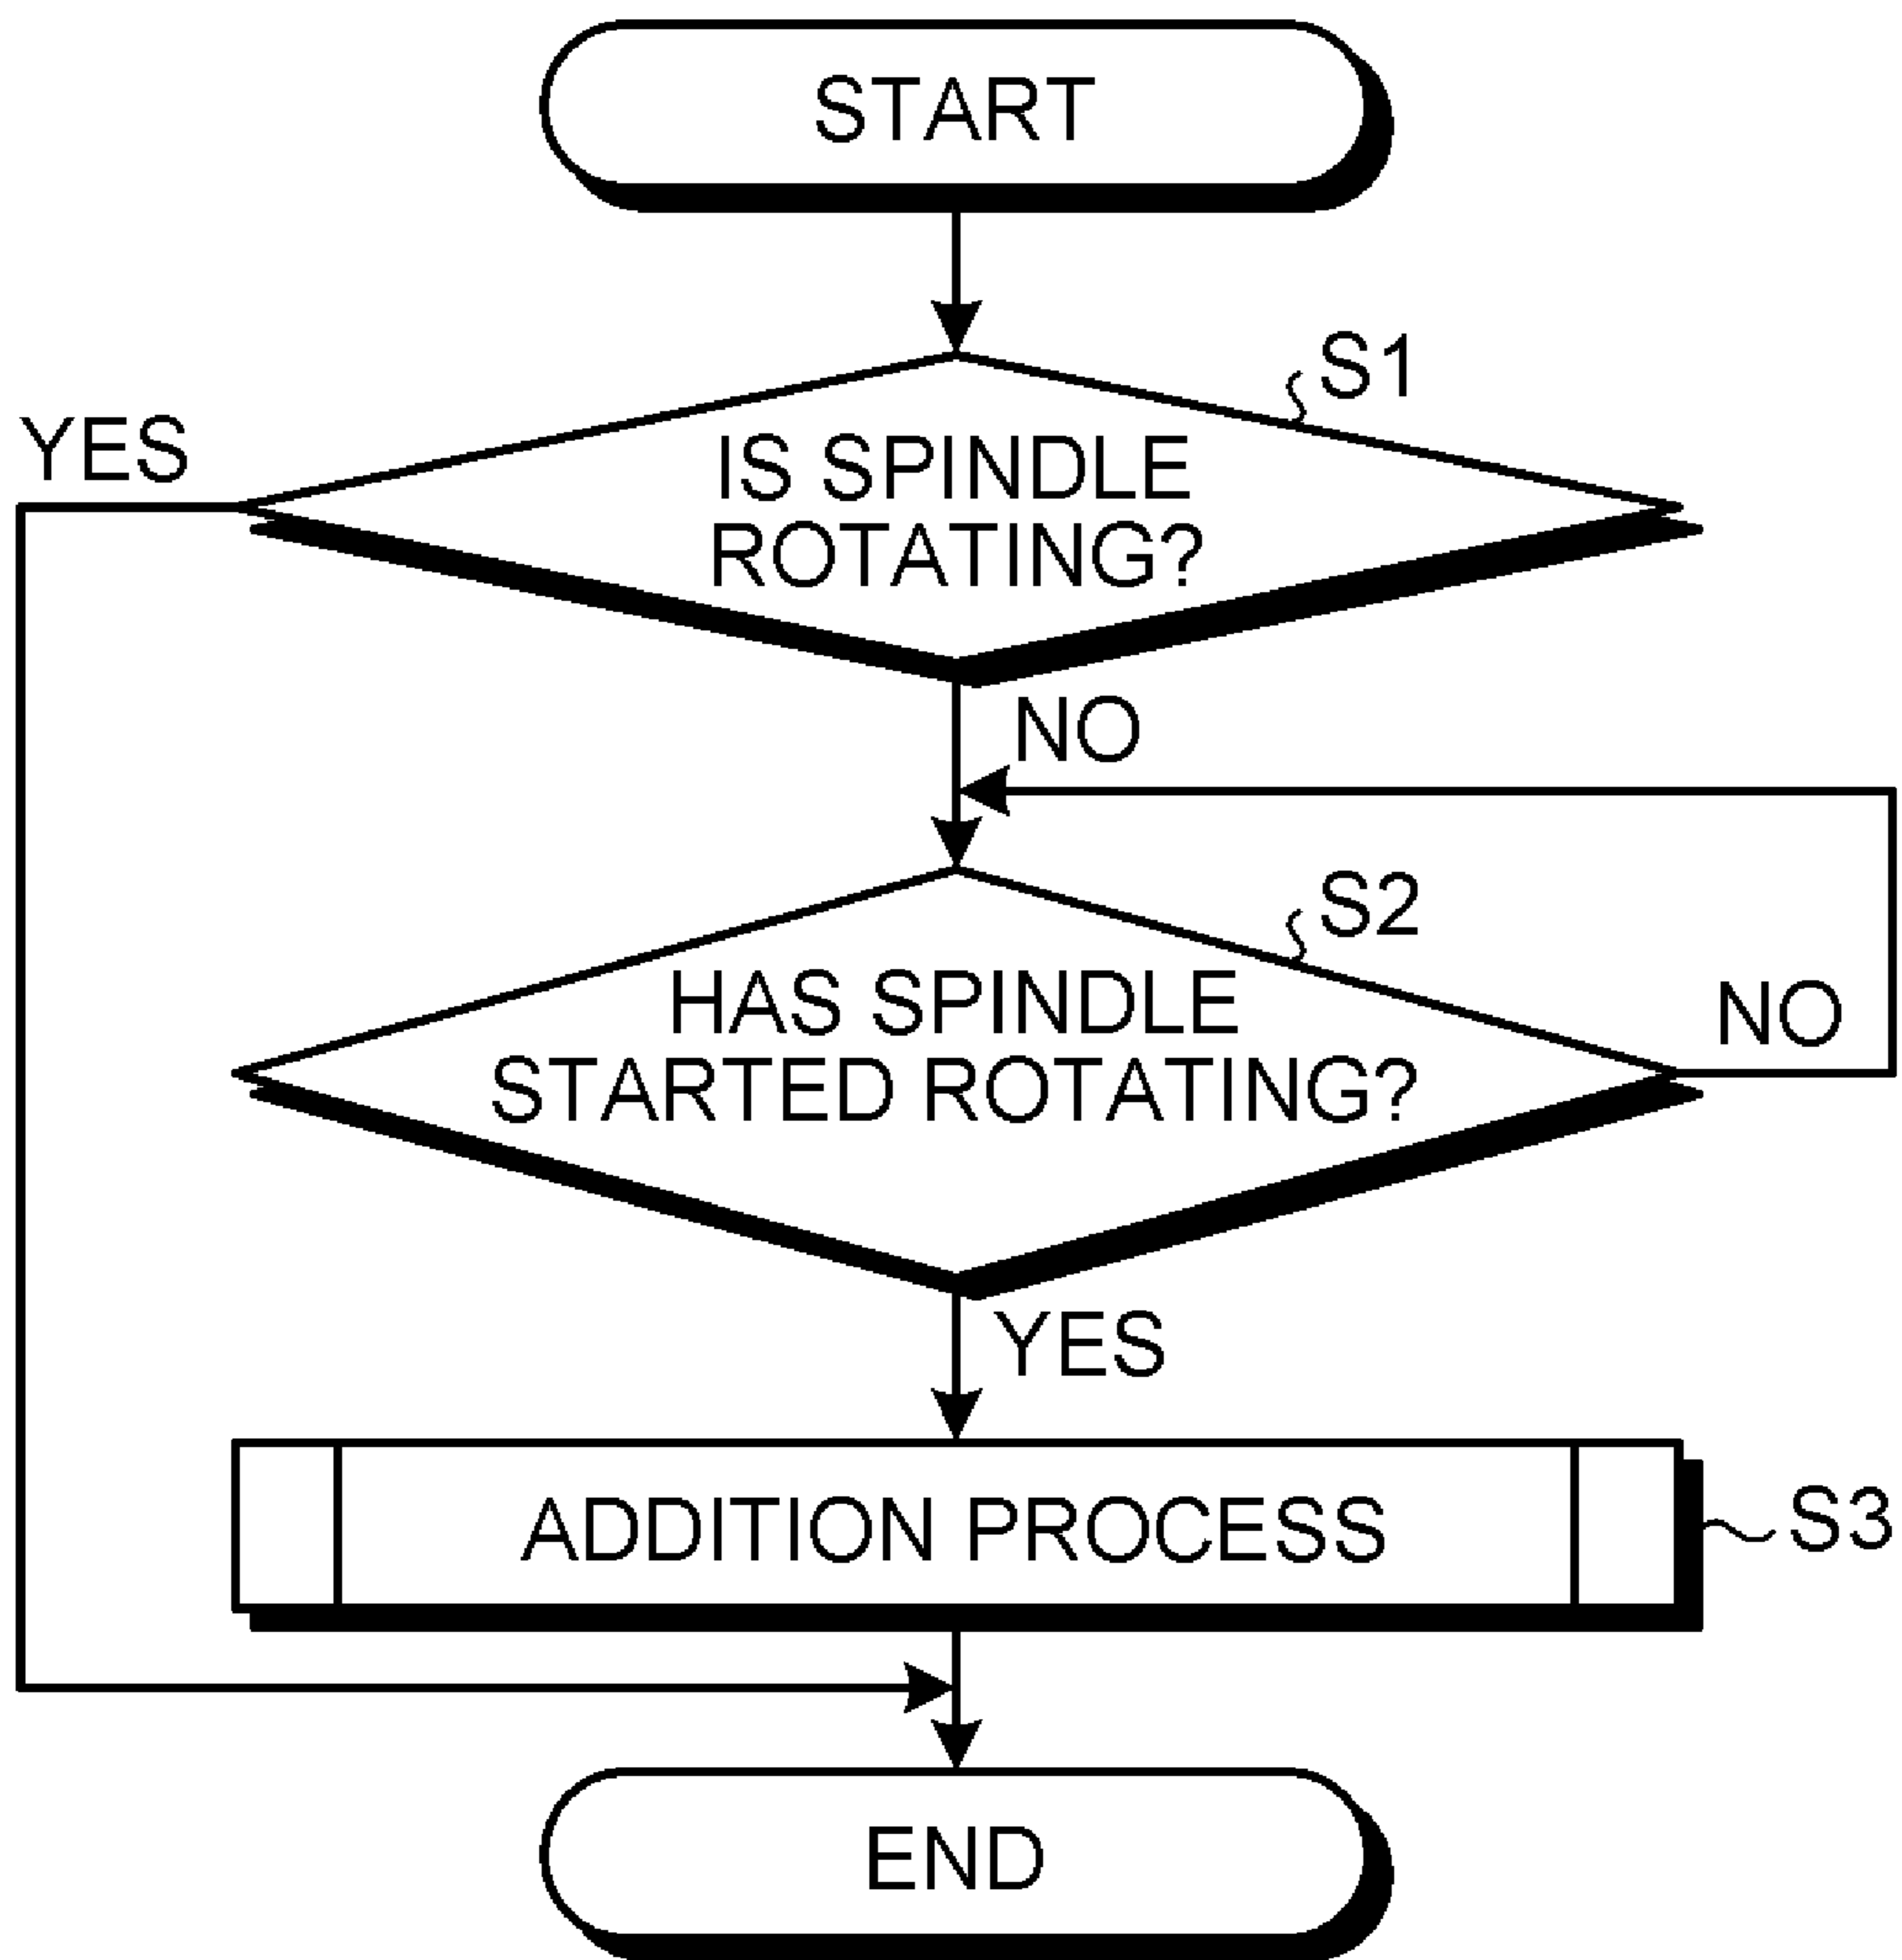 START
S1
YES
IS SPINDLE
ROTATING?
NO
S2
HAS SPINDLE
STARTED ROTATING?
NO
YES
ADDITION PROCESS
S3
END